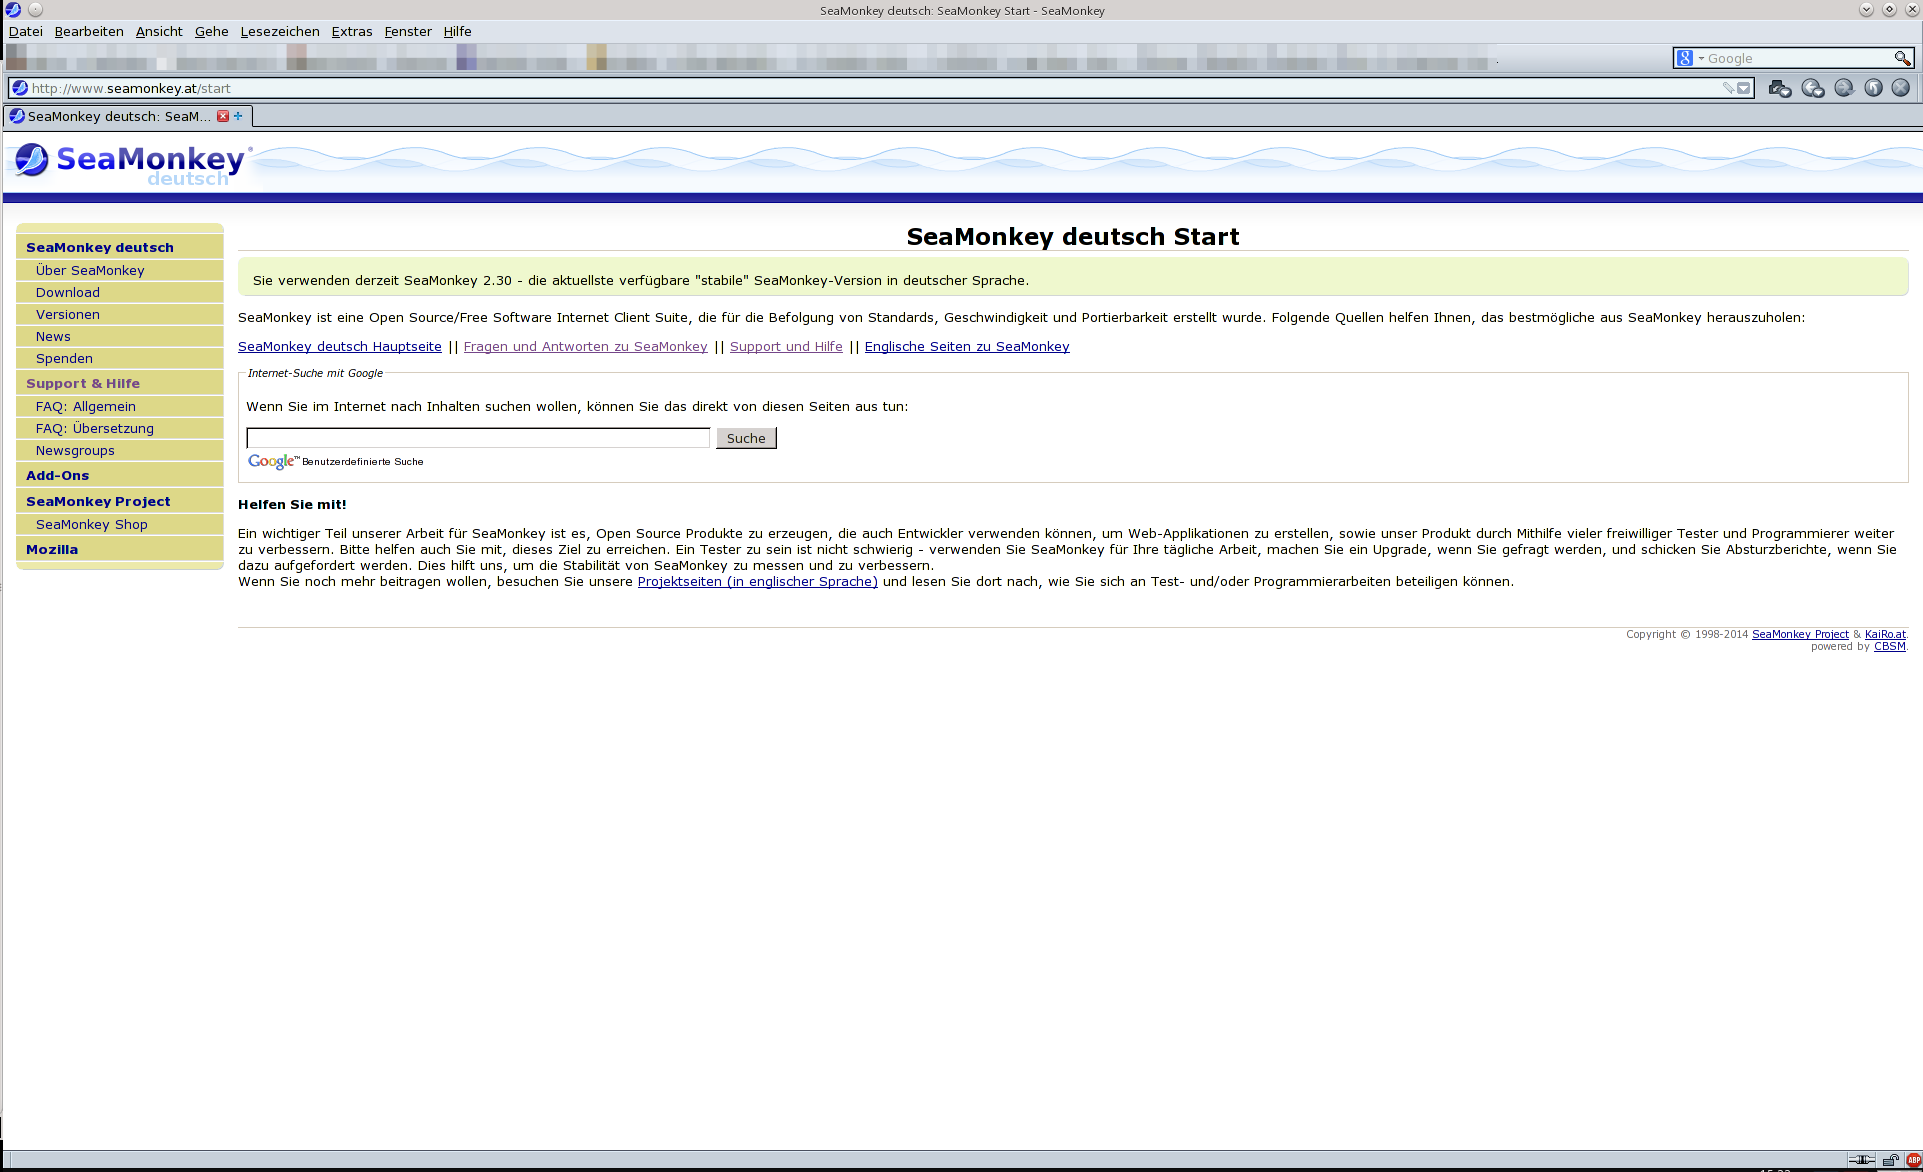 SeaMonkey deutsch: SeaMonkey Start - SeaMonkey
Datei Bearbeiten Ansicht Gehe Lesezeichen Extras Fenster Hilfe
Google
http://www.seamonkey.at/start
SeaMonkey deutsch: SeaM...
SeaMonkey®
deutsch
SeaMonkey deutsch
Über SeaMonkey
Download
Versionen
News
Spenden
Support & Hilfe
FAQ: Allgemein
FAQ: Übersetzung
Newsgroups
Add-Ons
SeaMonkey Project
SeaMonkey Shop
Mozilla
SeaMonkey deutsch Start
Sie verwenden derzeit SeaMonkey 2.30 - die aktuellste verfügbare "stabile" SeaMonkey-Version in deutscher Sprache.
SeaMonkey ist eine Open Source/Free Software Internet Client Suite, die für die Befolgung von Standards, Geschwindigkeit und Portierbarkeit erstellt wurde. Folgende Quellen helfen Ihnen, das bestmögliche aus SeaMonkey herauszuholen:
SeaMonkey deutsch Hauptseite || Fragen und Antworten zu SeaMonkey || Support und Hilfe || Englische Seiten zu SeaMonkey
Internet-Suche mit Google
Wenn Sie im Internet nach Inhalten suchen wollen, können Sie das direkt von diesen Seiten aus tun:
Suche
Google™ Benutzerdefinierte Suche
Helfen Sie mit!
Ein wichtiger Teil unserer Arbeit für SeaMonkey ist es, Open Source Produkte zu erzeugen, die auch Entwickler verwenden können, um Web-Applikationen zu erstellen, sowie unser Produkt durch Mithilfe vieler freiwilliger Tester und Programmierer weiter
zu verbessern. Bitte helfen auch Sie mit, dieses Ziel zu erreichen. Ein Tester zu sein ist nicht schwierig - verwenden Sie SeaMonkey für Ihre tägliche Arbeit, machen Sie ein Upgrade, wenn Sie gefragt werden, und schicken Sie Absturzberichte, wenn Sie
dazu aufgefordert werden. Dies hilft uns, um die Stabilität von SeaMonkey zu messen und zu verbessern.
Wenn Sie noch mehr beitragen wollen, besuchen Sie unsere Projektseiten (in englischer Sprache) und lesen Sie dort nach, wie Sie sich an Test- und/oder Programmierarbeiten beteiligen können.
Copyright © 1998-2014 SeaMonkey Project & KaiRo.at.
powered by CBSM.
ABP